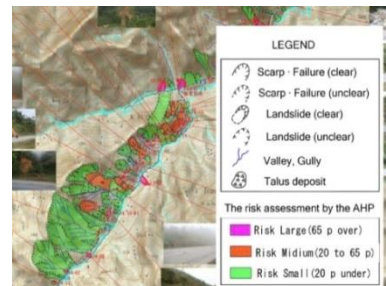 LEGEND
Scarp · Failure (clear)
Scarp · Failure (unclear)
Landslide (clear)
Landslide (unclear)
Valley, Gully
Talus deposit
The risk assessment by the AHP
Risk Large(65 p over)
Risk Midium(20 to 65 p)
Risk Small(20 p under)